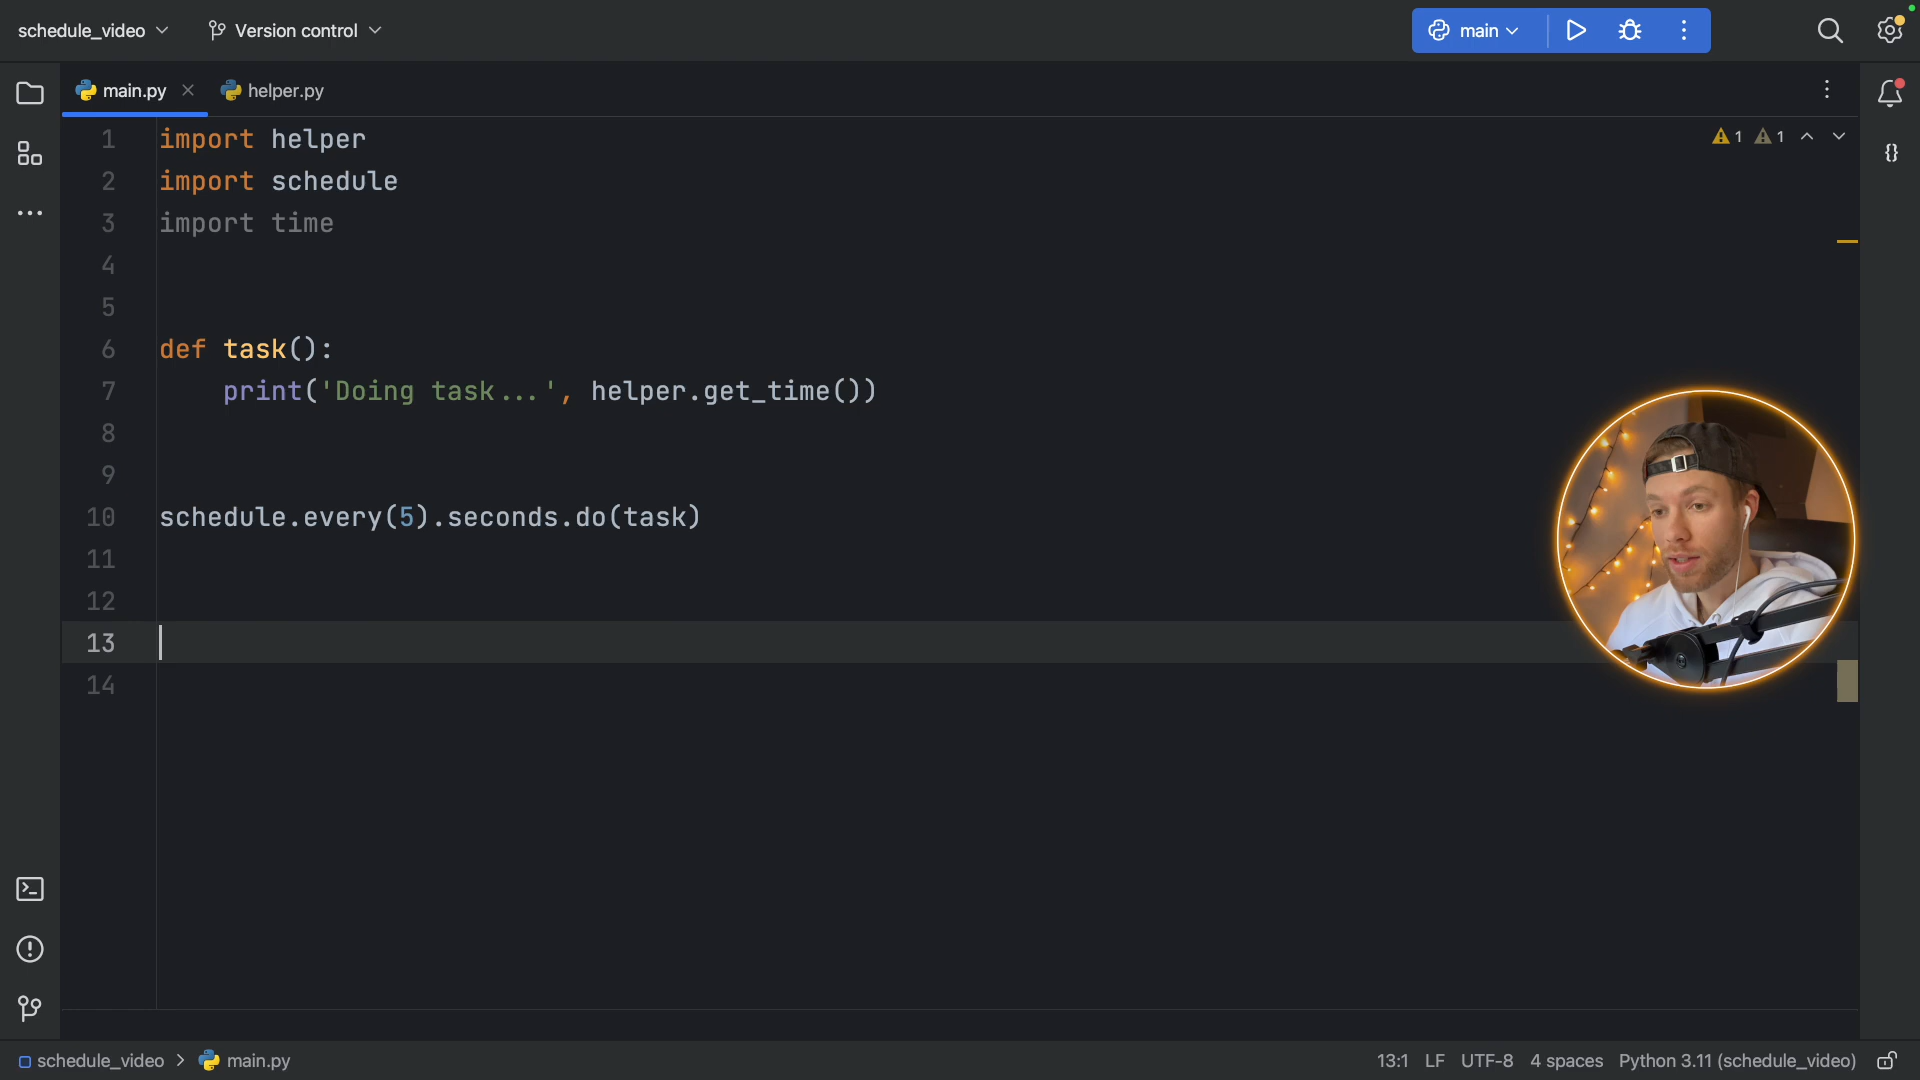 schedule_video Version control main
main.py helper.py
1 import helper
1 1
2 import schedule
3 import time
4
5
6 def task():
7 print('Doing task...', helper.get_time())
8
9
10 schedule.every(5).seconds.do(task)
11
12
13
14
schedule_video > main.py 13:1 LF UTF-8 4 spaces Python 3.11 (schedule_video)